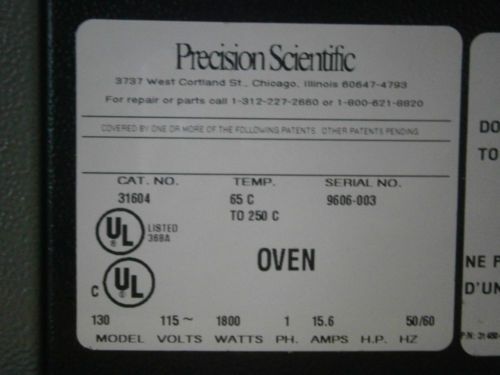 Precision Scientific
3737 West Cortland St., Chicago, Illinois 60647-4793
For repair or parts call 1-312-227-2660 or 1-800-621-8820
COVERED BY ONE OR MORE OF THE FOLLOWING PATENTS. OTHER PATENTS PENDING.
CAT. NO. TEMP. SERIAL NO.
31604 65 C 9606-003
TO 250 C
UL ® LISTED
368A
OVEN
C UL ®
130 115 ~ 1800 1 15.6 50/60
MODEL VOLTS WATTS PH. AMPS H.P. HZ
DO
TO
NE P
D'UN